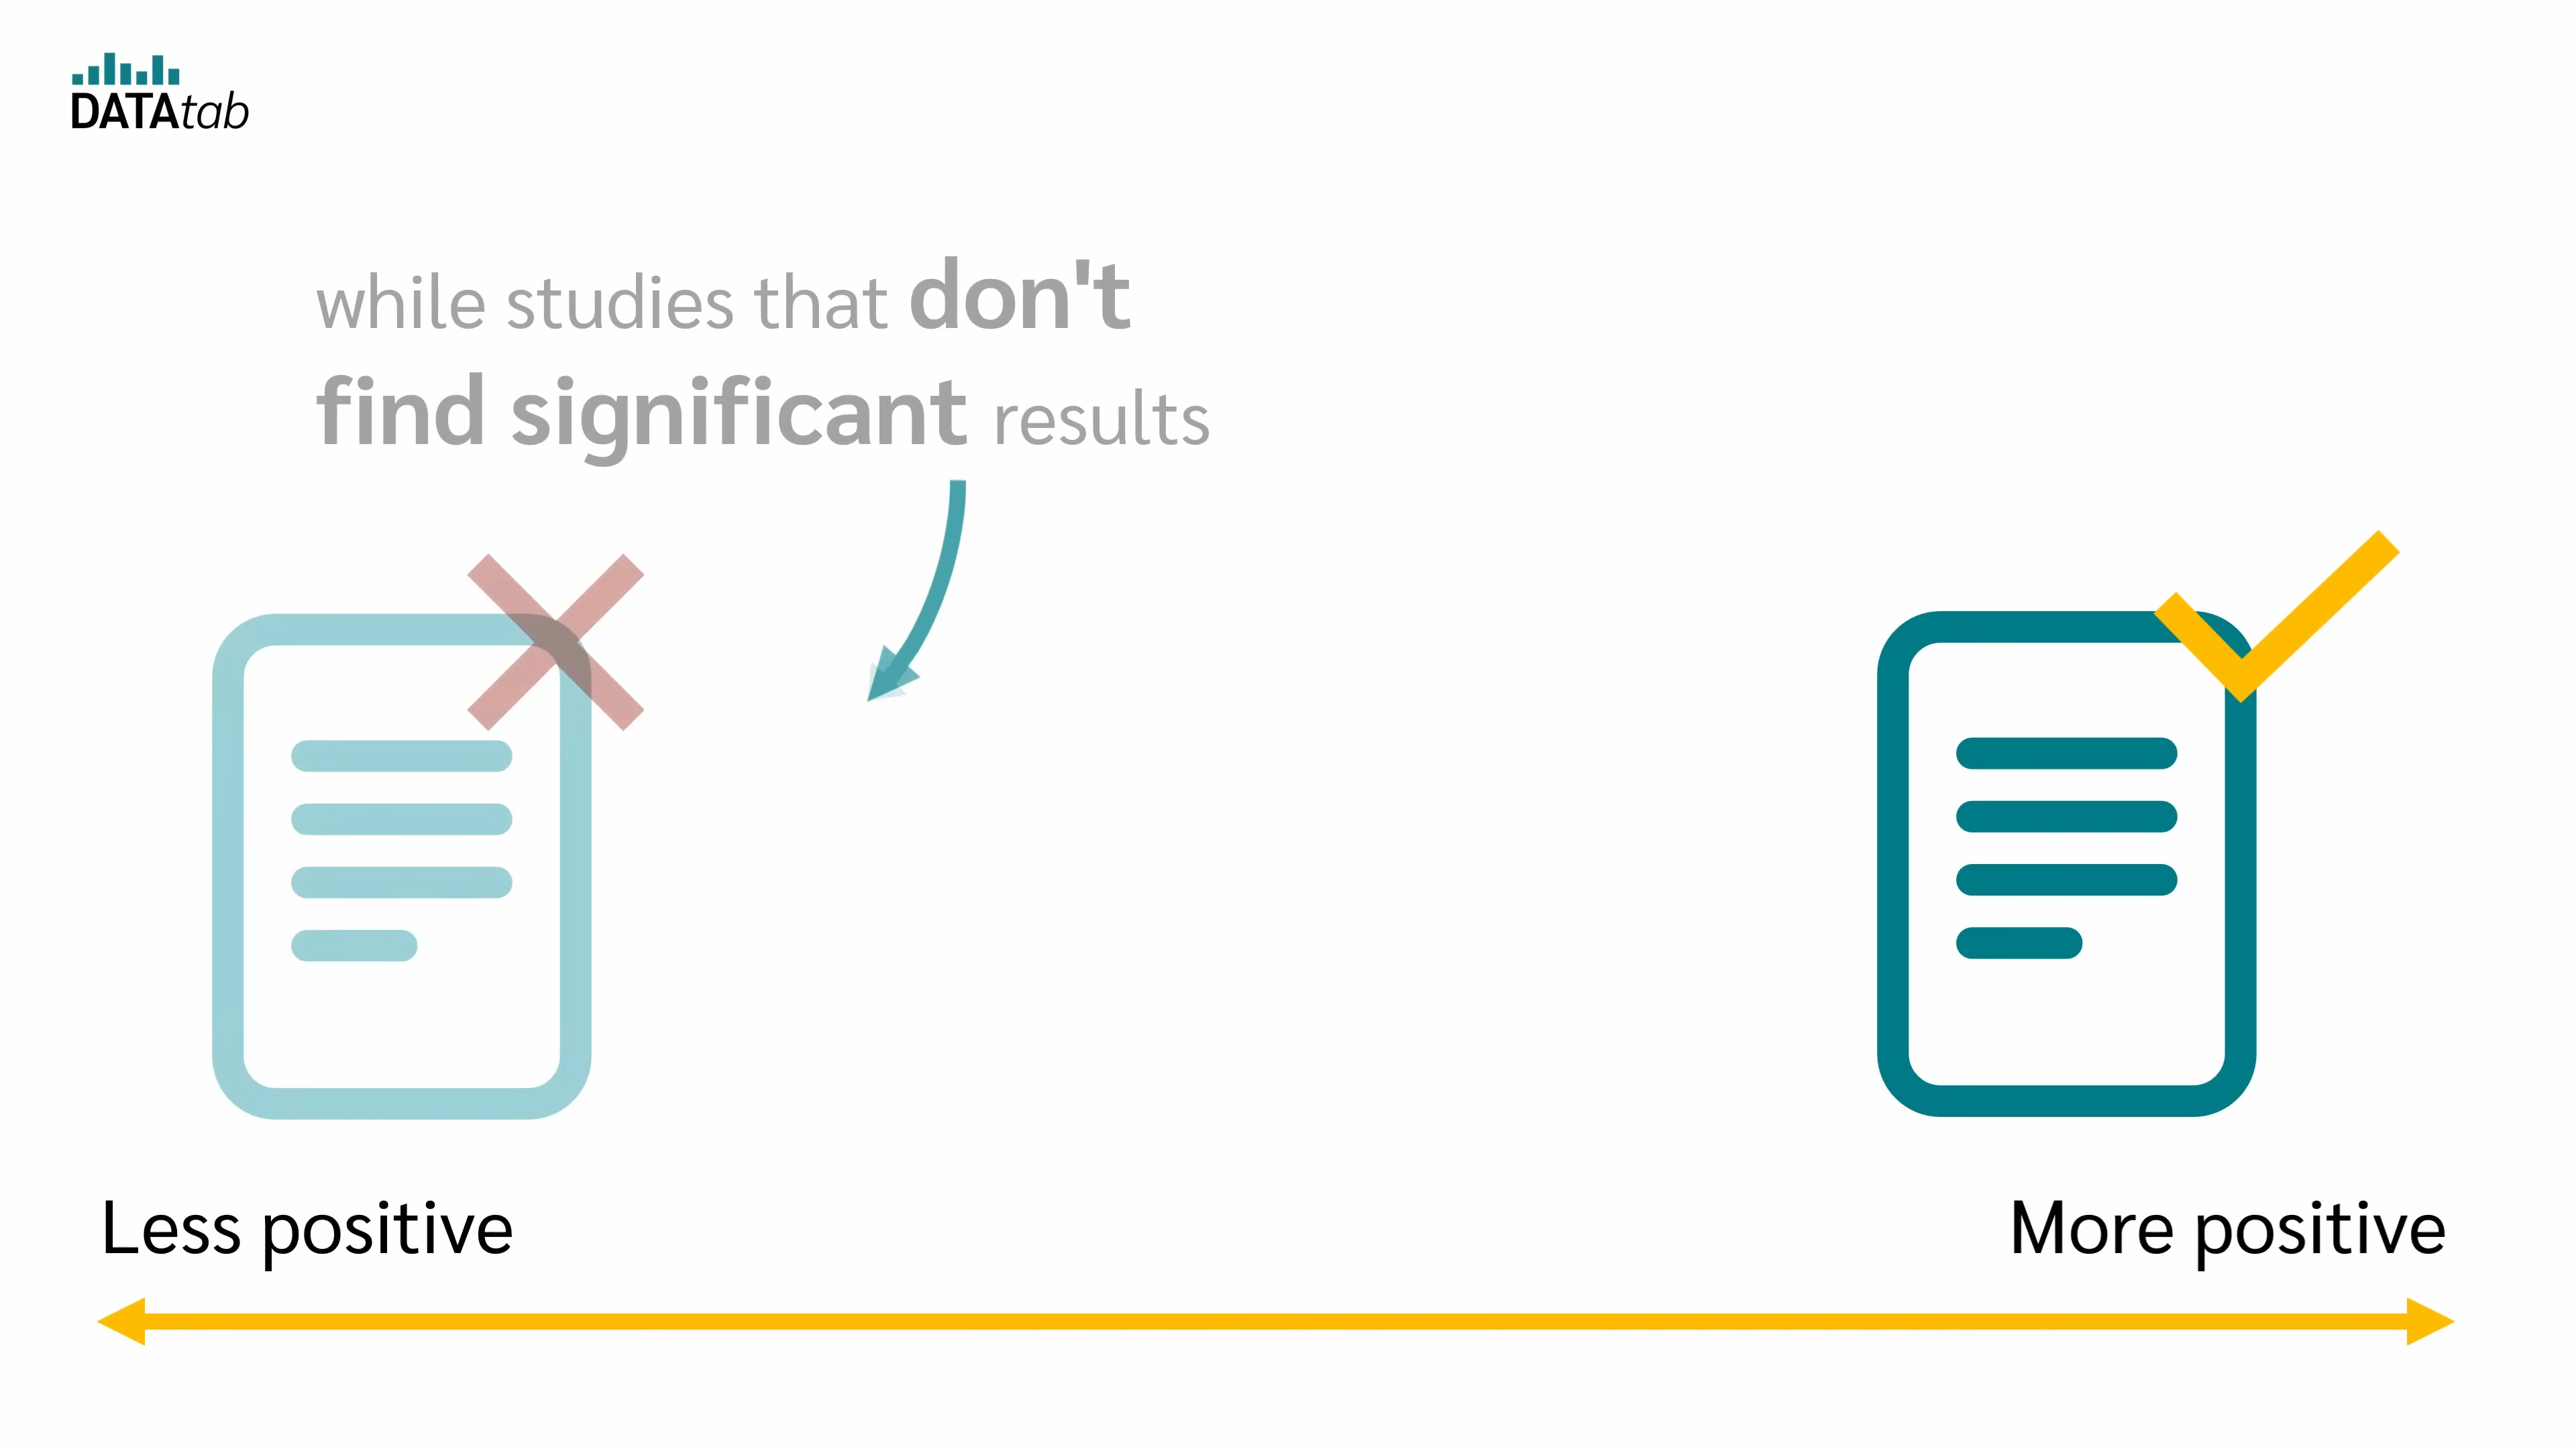 DATAtab
while studies that don't
find significant results
Less positive
More positive